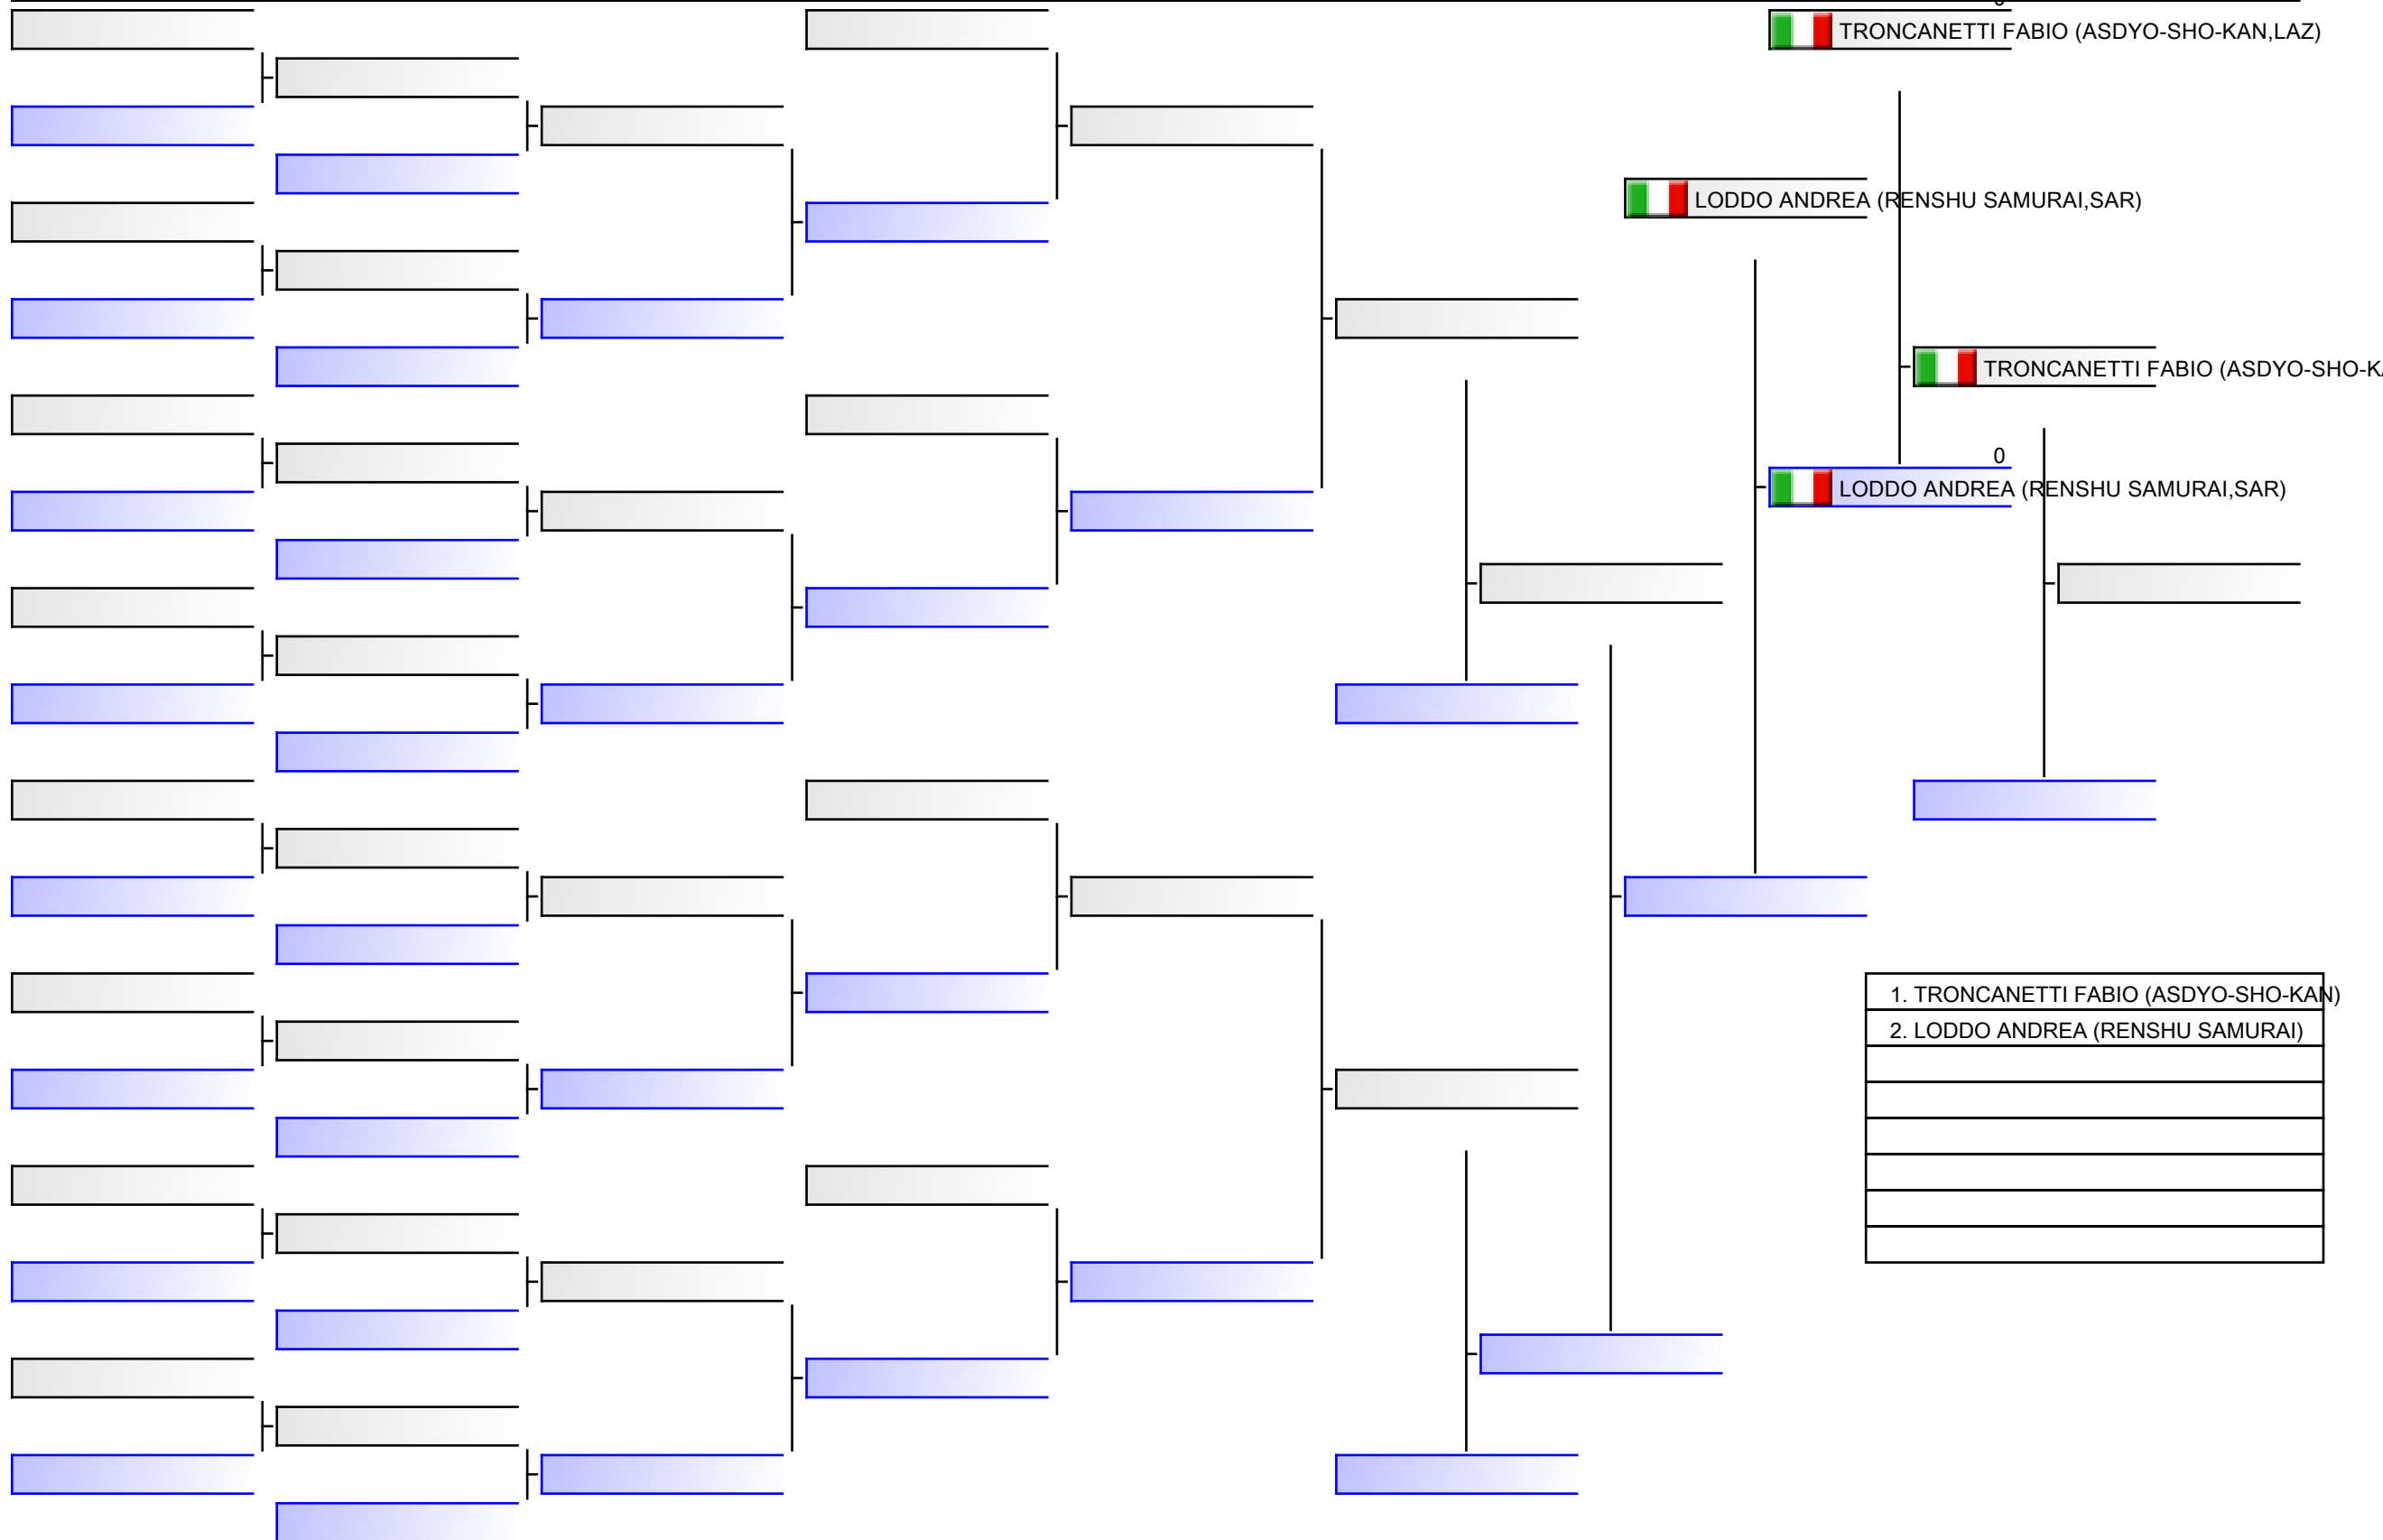 TRONCANETTI FABIO (ASDYO-SHO-KAN,LAZ)
LODDO ANDREA (RENSHU SAMURAI,SAR)
TRONCANETTI FABIO (ASDYO-SHO-K
0
LODDO ANDREA (RENSHU SAMURAI,SAR)
1. TRONCANETTI FABIO (ASDYO-SHO-KAN)
2. LODDO ANDREA (RENSHU SAMURAI)